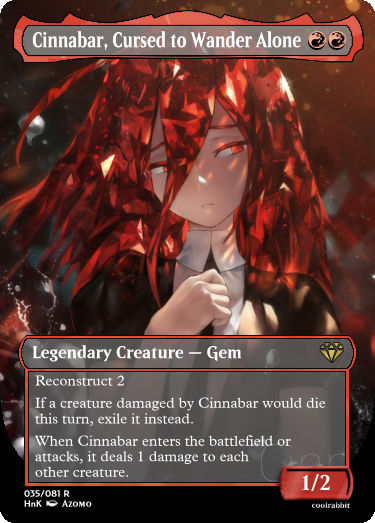 Cinnabar, Cursed to Wander Alone
Legendary Creature — Gem
Reconstruct 2
If a creature damaged by Cinnabar would die
this turn, exile it instead.
When Cinnabar enters the battlefield or
attacks, it deals 1 damage to each
other creature.
1/2
035/081 R
HnK Azomo
coolrabbit